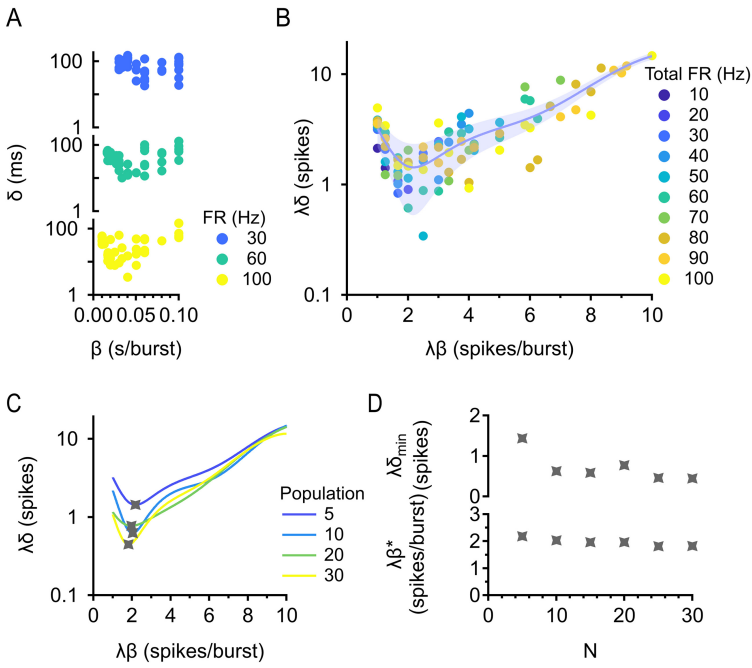 A
100
1
100
1
100
1
δ (ms)
FR (Hz)
30
60
100
0.00 0.05 0.10
β (s/burst)
B
10
1
0.1
λδ (spikes)
0 2 4 6 8 10
λβ (spikes/burst)
Total FR (Hz)
10
20
30
40
50
60
70
80
90
100
C
10
1
0.1
λδ (spikes)
0 2 4 6 8 10
λβ (spikes/burst)
Population
5
10
20
30
D
2
1
0
λδmin (spikes)
3
2
1
0
λβ* (spikes/burst)
0 10 20 30
N